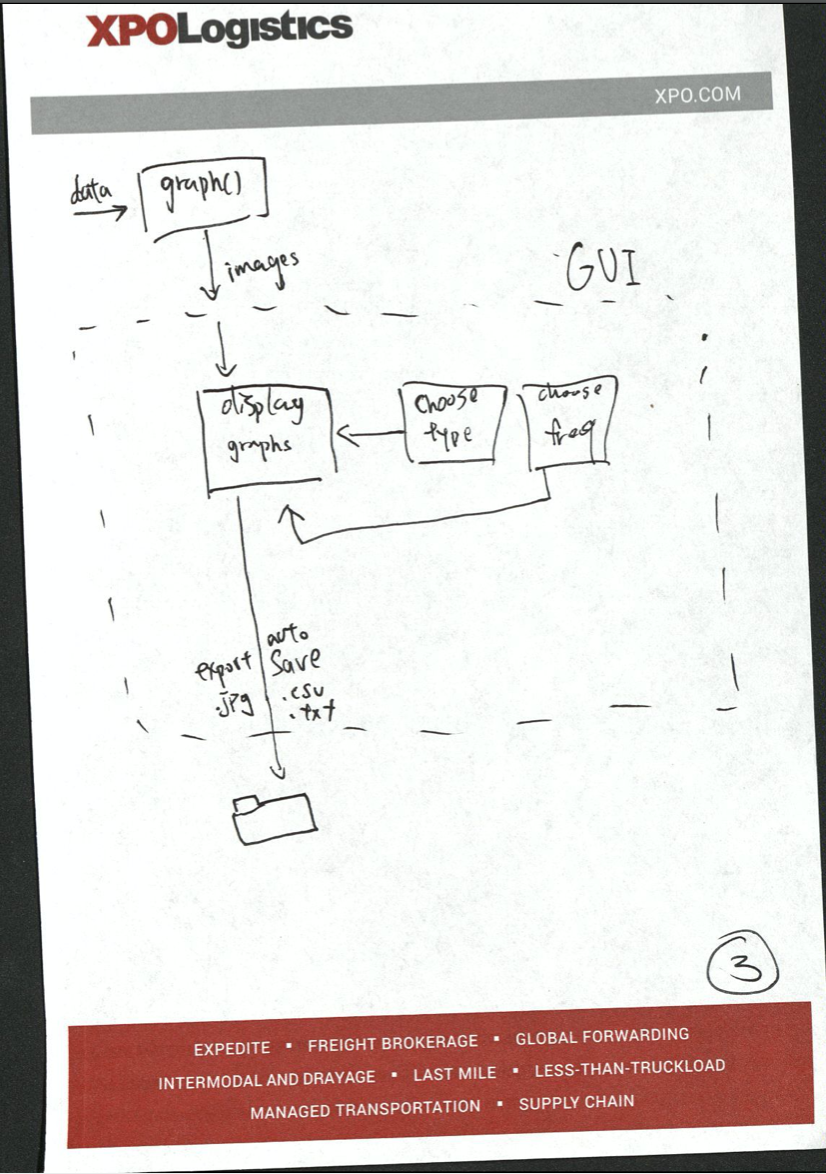 XPOLogistics
XPO.COM
data
graph()
images
GUI
display
graphs
choose
type
choose
freq
export
.jpg
auto
save
.csv
.txt
3
EXPEDITE ▪ FREIGHT BROKERAGE ▪ GLOBAL FORWARDING
INTERMODAL AND DRAYAGE ▪ LAST MILE ▪ LESS-THAN-TRUCKLOAD
MANAGED TRANSPORTATION ▪ SUPPLY CHAIN